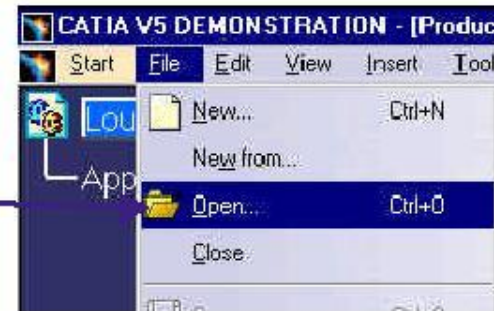 CATIA V5 DEMONSTRATION - [Produc
Start File Edit View Insert Tool
Lou
New... Ctrl+N
New from...
App
Open... Ctrl+O
Close